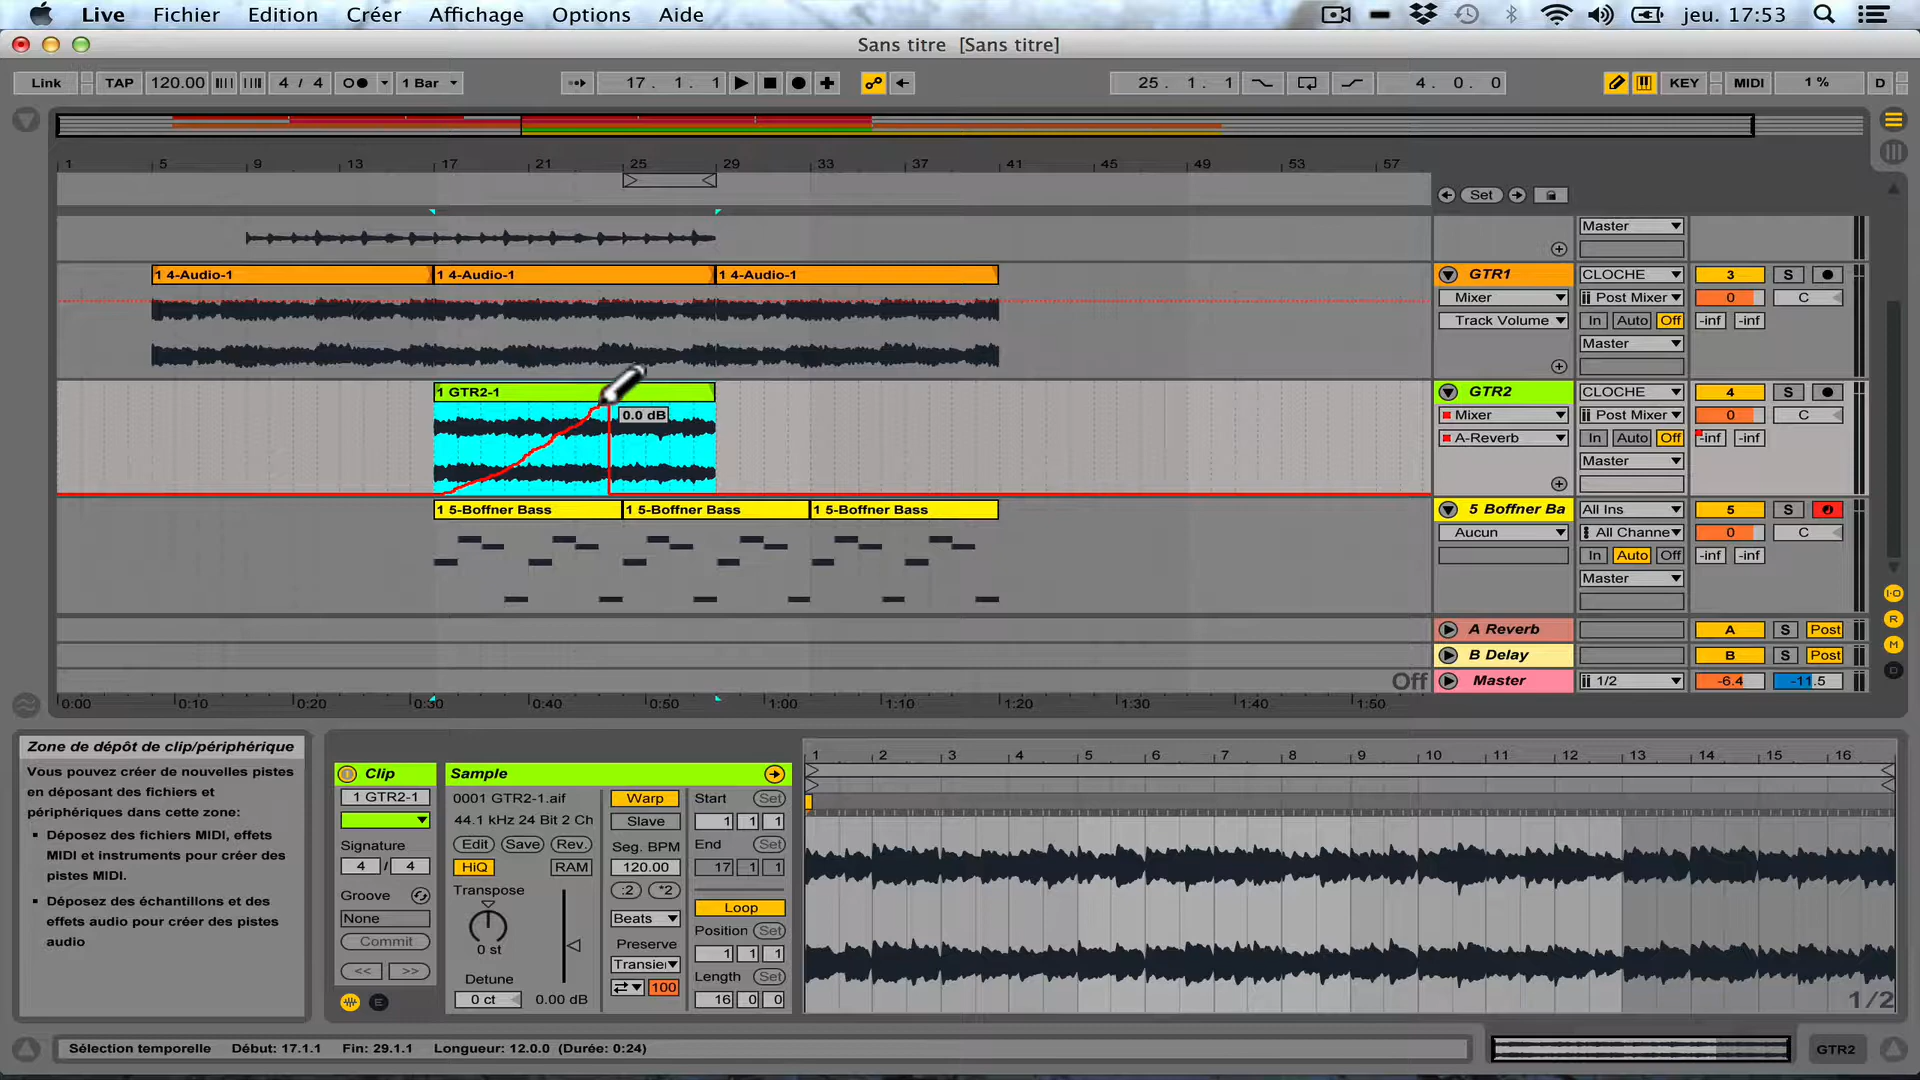 Live Fichier Edition Créer Affichage Options Aide jeu. 17:53
Sans titre [Sans titre]
Link TAP 120.00 4 / 4 1 Bar 17. 1. 1 25. 1. 1 4. 0. 0 KEY MIDI 1 % D
1 5 9 13 17 21 25 29 33 37 41 45 49 53 57
Set
Master
1 4-Audio-1 1 4-Audio-1 1 4-Audio-1 GTR1 CLOCHE 3 S
Mixer Post Mixer 0 C
Track Volume In Auto Off -inf -inf
Master
1 GTR2-1 GTR2 CLOCHE 4 S
0.0 dB Mixer Post Mixer 0 C
A-Reverb In Auto Off -inf -inf
Master
1 5-Boffner Bass 1 5-Boffner Bass 1 5-Boffner Bass 5 Boffner Ba All Ins 5 S
Aucun All Channe 0 C
In Auto Off -inf -inf
Master
A Reverb A S Post
B Delay B S Post
Off Master 1/2 -6.4 -11.5
0:00 0:10 0:20 0:30 0:40 0:50 1:00 1:10 1:20 1:30 1:40 1:50
I·O
R
M
D
Zone de dépôt de clip/périphérique
Vous pouvez créer de nouvelles pistes
en déposant des fichiers et
périphériques dans cette zone:
Déposez des fichiers MIDI, effets
MIDI et instruments pour créer des
pistes MIDI.
Déposez des échantillons et des
effets audio pour créer des pistes
audio
Clip
1 GTR2-1
Signature
4 / 4
Groove
None
Commit
<< >>
E
Sample
0001 GTR2-1.aif
44.1 kHz 24 Bit 2 Ch
Edit Save Rev.
HiQ RAM
Transpose
0 st
Detune
0 ct 0.00 dB
Warp
Slave
Seg. BPM
120.00
:2 *2
Beats
Preserve
Transie
100
Start Set
1 1 1
End Set
17 1 1
Loop
Position Set
1 1 1
Length Set
16 0 0
1 2 3 4 5 6 7 8 9 10 11 12 13 14 15 16
1/2
Sélection temporelle Début: 17.1.1 Fin: 29.1.1 Longueur: 12.0.0 (Durée: 0:24) GTR2